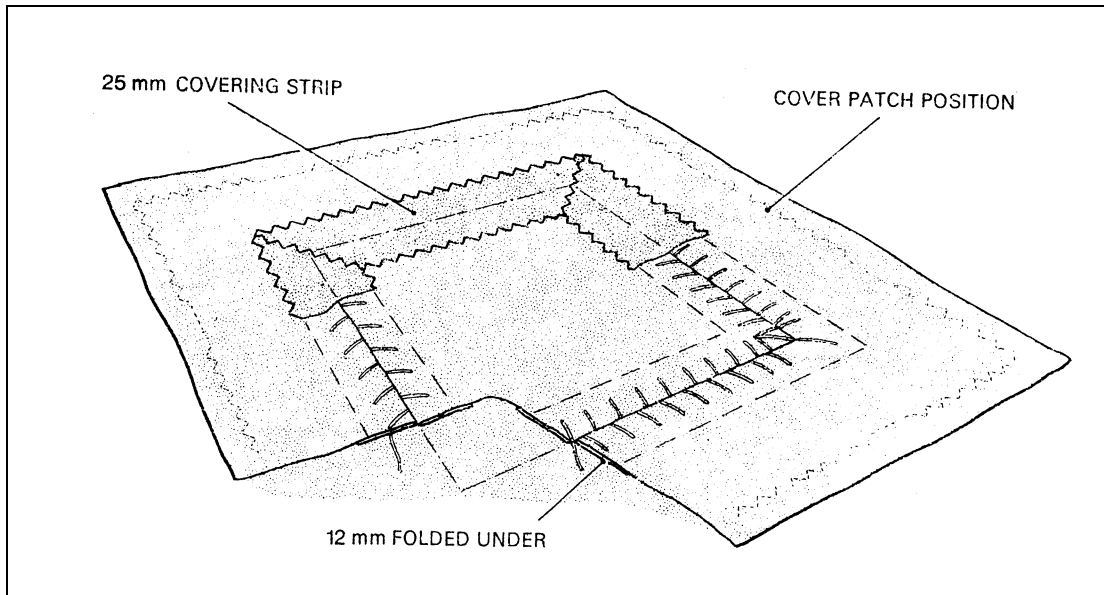 25 mm COVERING STRIP
COVER PATCH POSITION
12 mm FOLDED UNDER